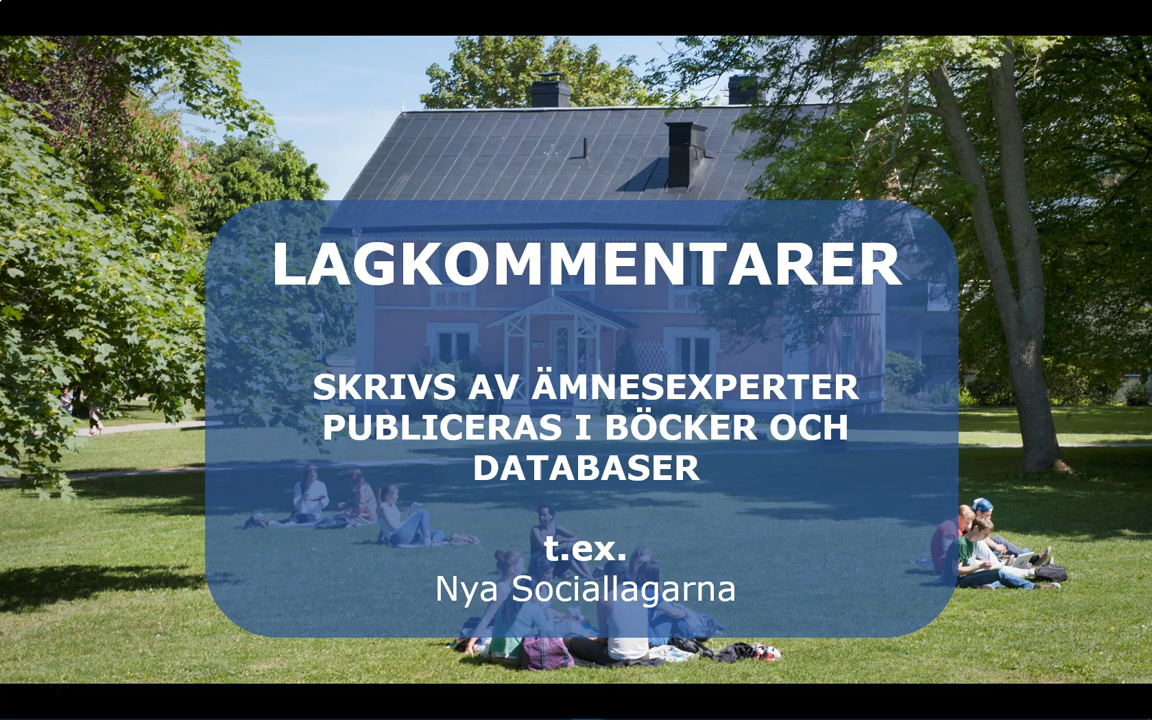 LAGKOMMENTARER
SKRIVS AV ÄMNESEXPERTER
PUBLICERAS I BÖCKER OCH
DATABASER
t.ex.
Nya Sociallagarna